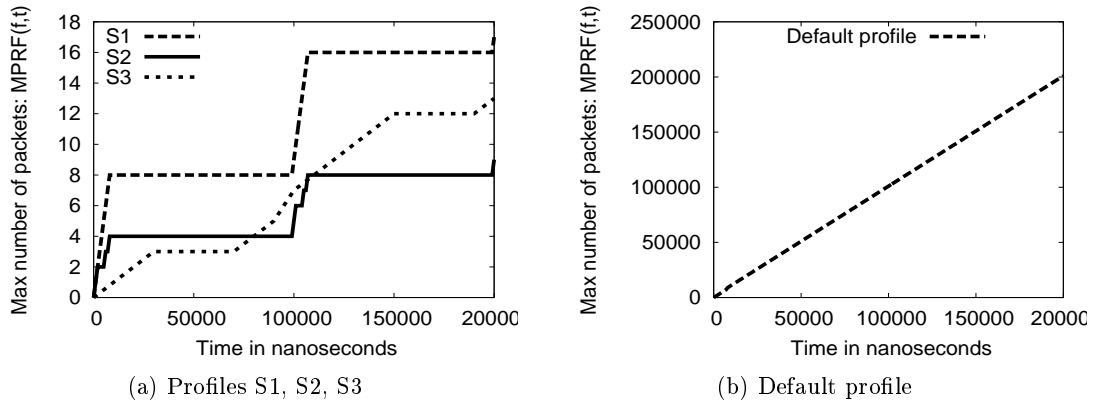 Max number of packets: MPRF(f,t)
18
16
14
12
10
8
6
4
2
0
S1
S2
S3
0 50000 100000 150000 20000
Time in nanoseconds
(a) Profiles S1, S2, S3
Max number of packets: MPRF(f,t)
250000
200000
150000
100000
50000
0
Default profile
0 50000 100000 150000 20000
Time in nanoseconds
(b) Default profile